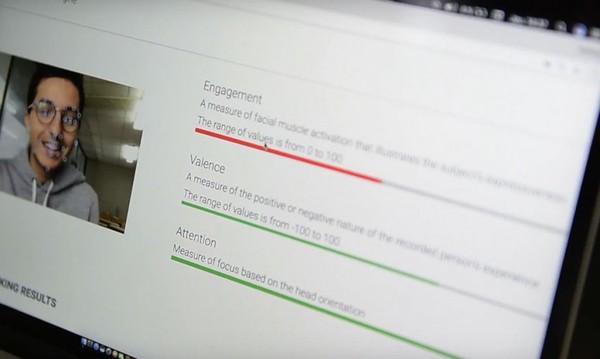 Engagement
A measure of facial muscle activation that illustrates the subject's expressiveness
The range of values is from 0 to 100
Valence
A measure of the positive or negative nature of the recorded person's experience
The range of values is from -100 to 100
Attention
Measure of focus based on the head orientation
KING RESULTS